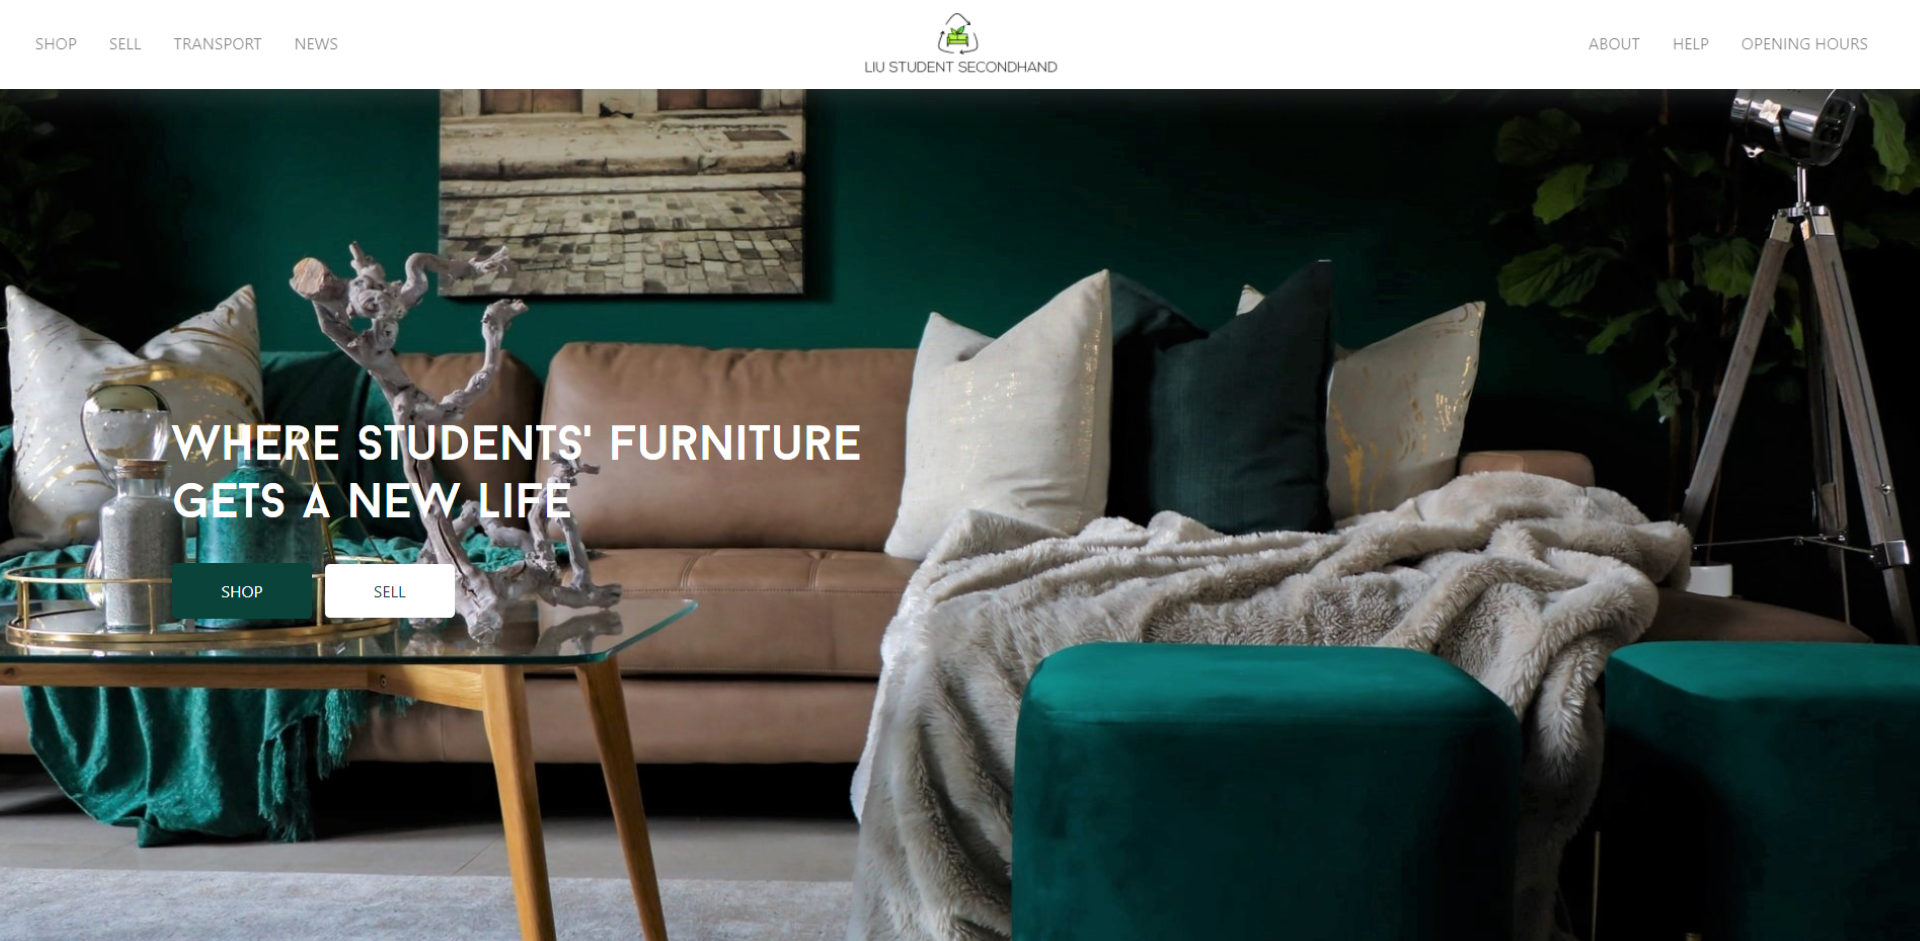 SHOP SELL TRANSPORT NEWS
LIU STUDENT SECONDHAND
ABOUT HELP OPENING HOURS
WHERE STUDENTS' FURNITURE
GETS A NEW LIFE
SHOP SELL